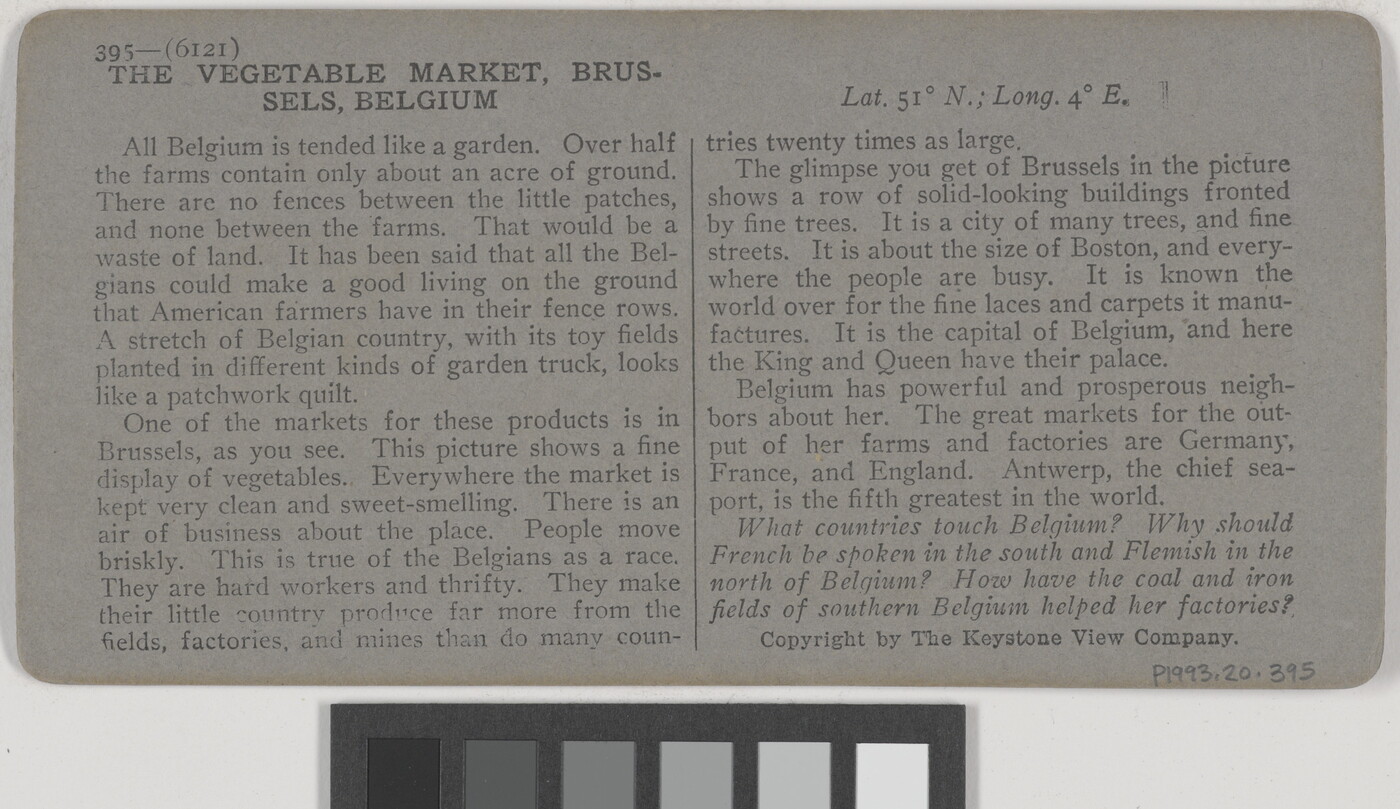 395—(6121)
THE VEGETABLE MARKET, BRUS-
SELS, BELGIUM
All Belgium is tended like a garden. Over half
the farms contain only about an acre of ground.
There are no fences between the little patches,
and none between the farms. That would be a
waste of land. It has been said that all the Bel-
gians could make a good living on the ground
that American farmers have in their fence rows.
A stretch of Belgian country, with its toy fields
planted in different kinds of garden truck, looks
like a patchwork quilt.
One of the markets for these products is in
Brussels, as you see. This picture shows a fine
display of vegetables. Everywhere the market is
kept very clean and sweet-smelling. There is an
air of business about the place. People move
briskly. This is true of the Belgians as a race.
They are hard workers and thrifty. They make
their little country produce far more from the
fields, factories, and mines than do many coun-
Lat. 51° N.; Long. 4° E.
tries twenty times as large.
The glimpse you get of Brussels in the picture
shows a row of solid-looking buildings fronted
by fine trees. It is a city of many trees, and fine
streets. It is about the size of Boston, and every-
where the people are busy. It is known the
world over for the fine laces and carpets it manu-
factures. It is the capital of Belgium, and here
the King and Queen have their palace.
Belgium has powerful and prosperous neigh-
bors about her. The great markets for the out-
put of her farms and factories are Germany,
France, and England. Antwerp, the chief sea-
port, is the fifth greatest in the world.
What countries touch Belgium? Why should
French be spoken in the south and Flemish in the
north of Belgium? How have the coal and iron
fields of southern Belgium helped her factories?
Copyright by The Keystone View Company.
P1993.20.395